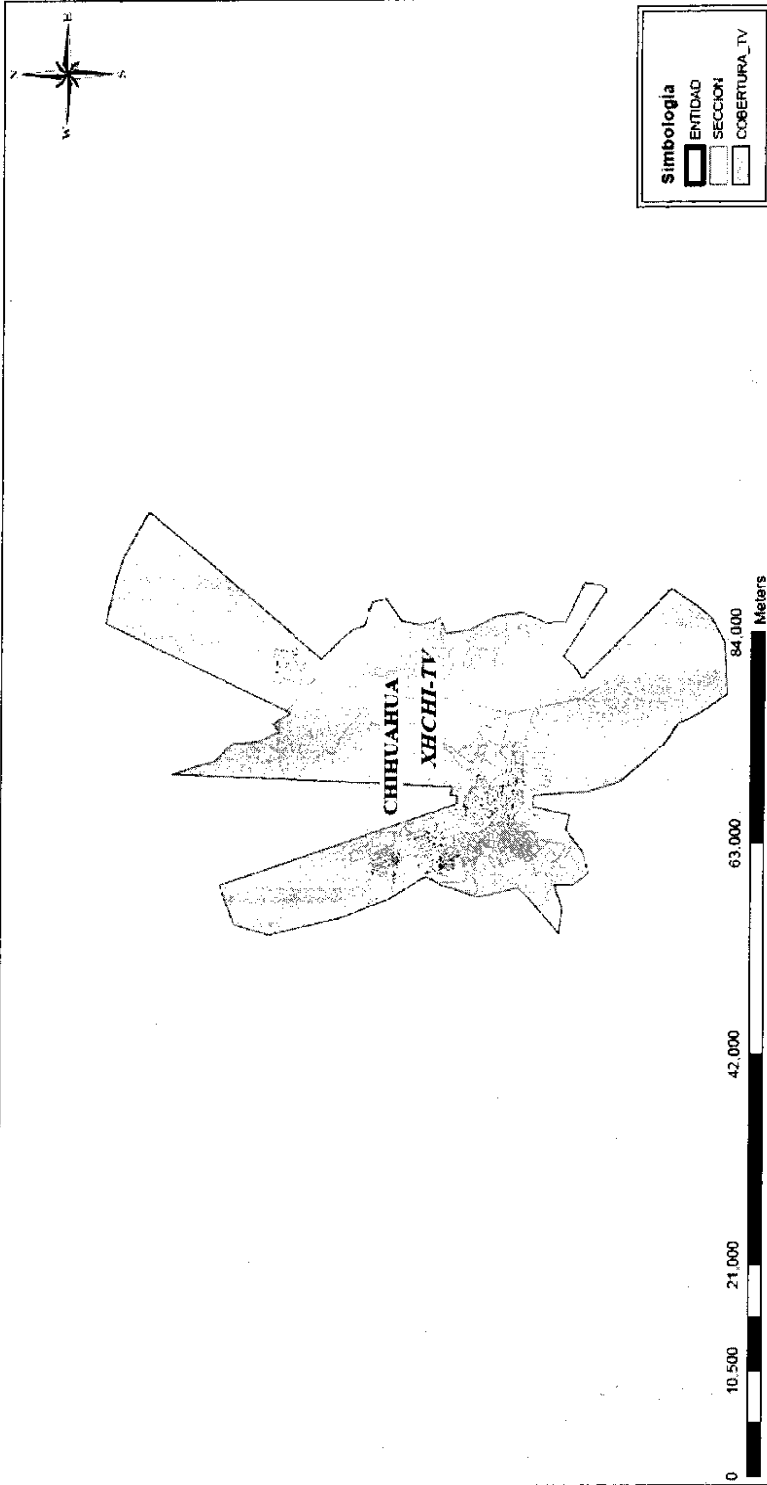 N
W
E
S
CHIHUAHUA
XHCHI-TV
Simbología
ENTIDAD
SECCION
COBERTURA_TV
0 10,500 21,000 42,000 63,000 84,000
Meters